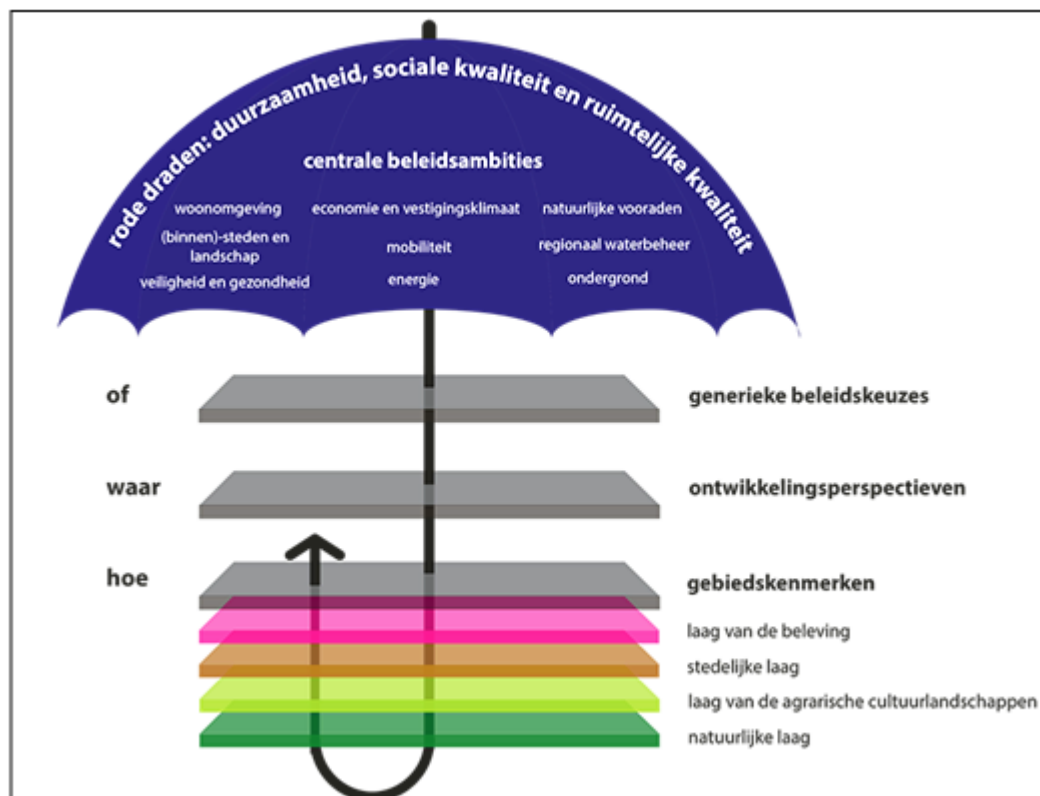 rode draden: duurzaamheid, sociale kwaliteit en ruimtelijke kwaliteit
centrale beleidsambities
woonomgeving
(binnen)-steden en
landschap
veiligheid en gezondheid
economie en vestigingsklimaat
mobiliteit
energie
natuurlijke vooraden
regionaal waterbeheer
ondergrond
of
generieke beleidskeuzes
waar
ontwikkelingsperspectieven
hoe
gebiedskenmerken
laag van de beleving
stedelijke laag
laag van de agrarische cultuurlandschappen
natuurlijke laag